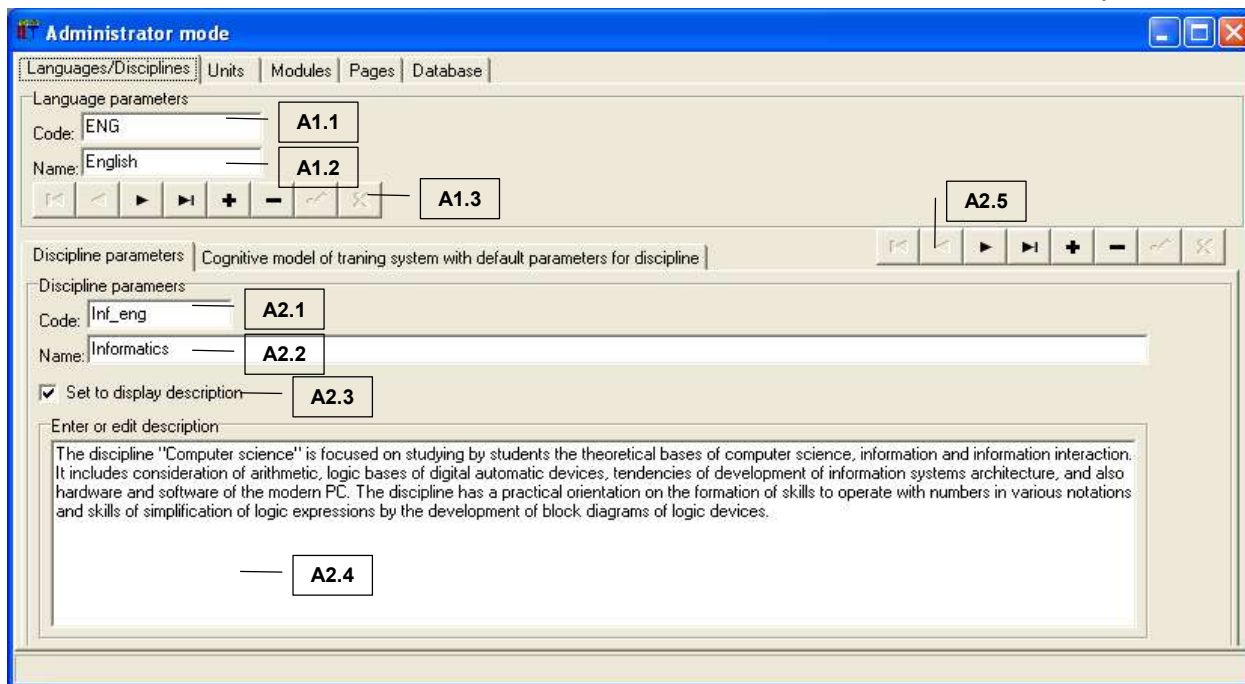 Administrator mode
Languages/Disciplines Units Modules Pages Database
Language parameters
Code: ENG A1.1
Name: English A1.2
A1.3
A2.5
Discipline parameters Cognitive model of traning system with default parameters for discipline
Discipline parameers
Code: Inf_eng A2.1
Name: Informatics A2.2
Set to display description A2.3
Enter or edit description
The discipline "Computer science" is focused on studying by students the theoretical bases of computer science, information and information interaction.
It includes consideration of arithmetic, logic bases of digital automatic devices, tendencies of development of information systems architecture, and also
hardware and software of the modern PC. The discipline has a practical orientation on the formation of skills to operate with numbers in various notations
and skills of simplification of logic expressions by the development of block diagrams of logic devices.
A2.4